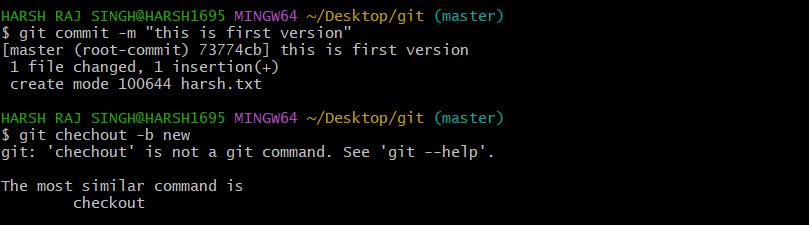 HARSH RAJ SINGH@HARSH1695 MINGW64 ~/Desktop/git (master)
$ git commit -m "this is first version"
[master (root-commit) 73774cb] this is first version
 1 file changed, 1 insertion(+)
 create mode 100644 harsh.txt
HARSH RAJ SINGH@HARSH1695 MINGW64 ~/Desktop/git (master)
$ git chechout -b new
git: 'chechout' is not a git command. See 'git --help'.
The most similar command is
        checkout